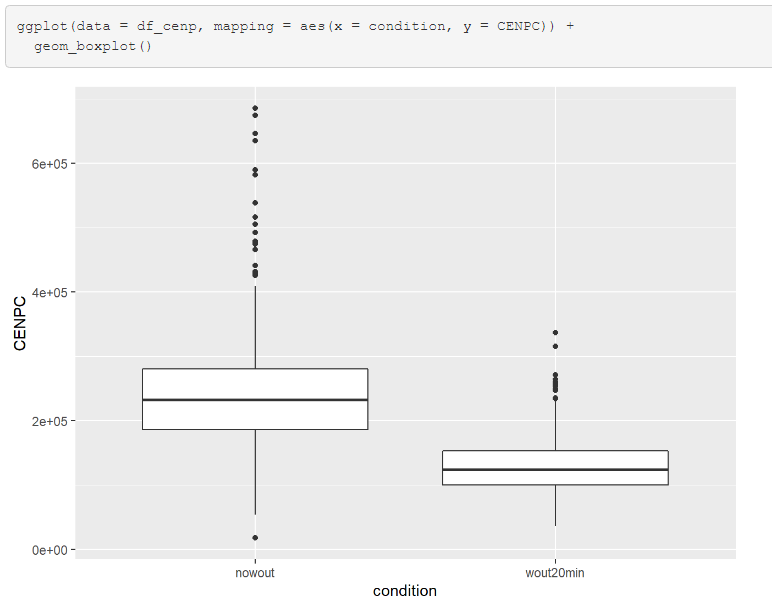 ggplot(data = df_cenp, mapping = aes(x = condition, y = CENPC)) +
  geom_boxplot()
6e+05
4e+05
CENPC
2e+05
0e+00
nowout wout20min
condition